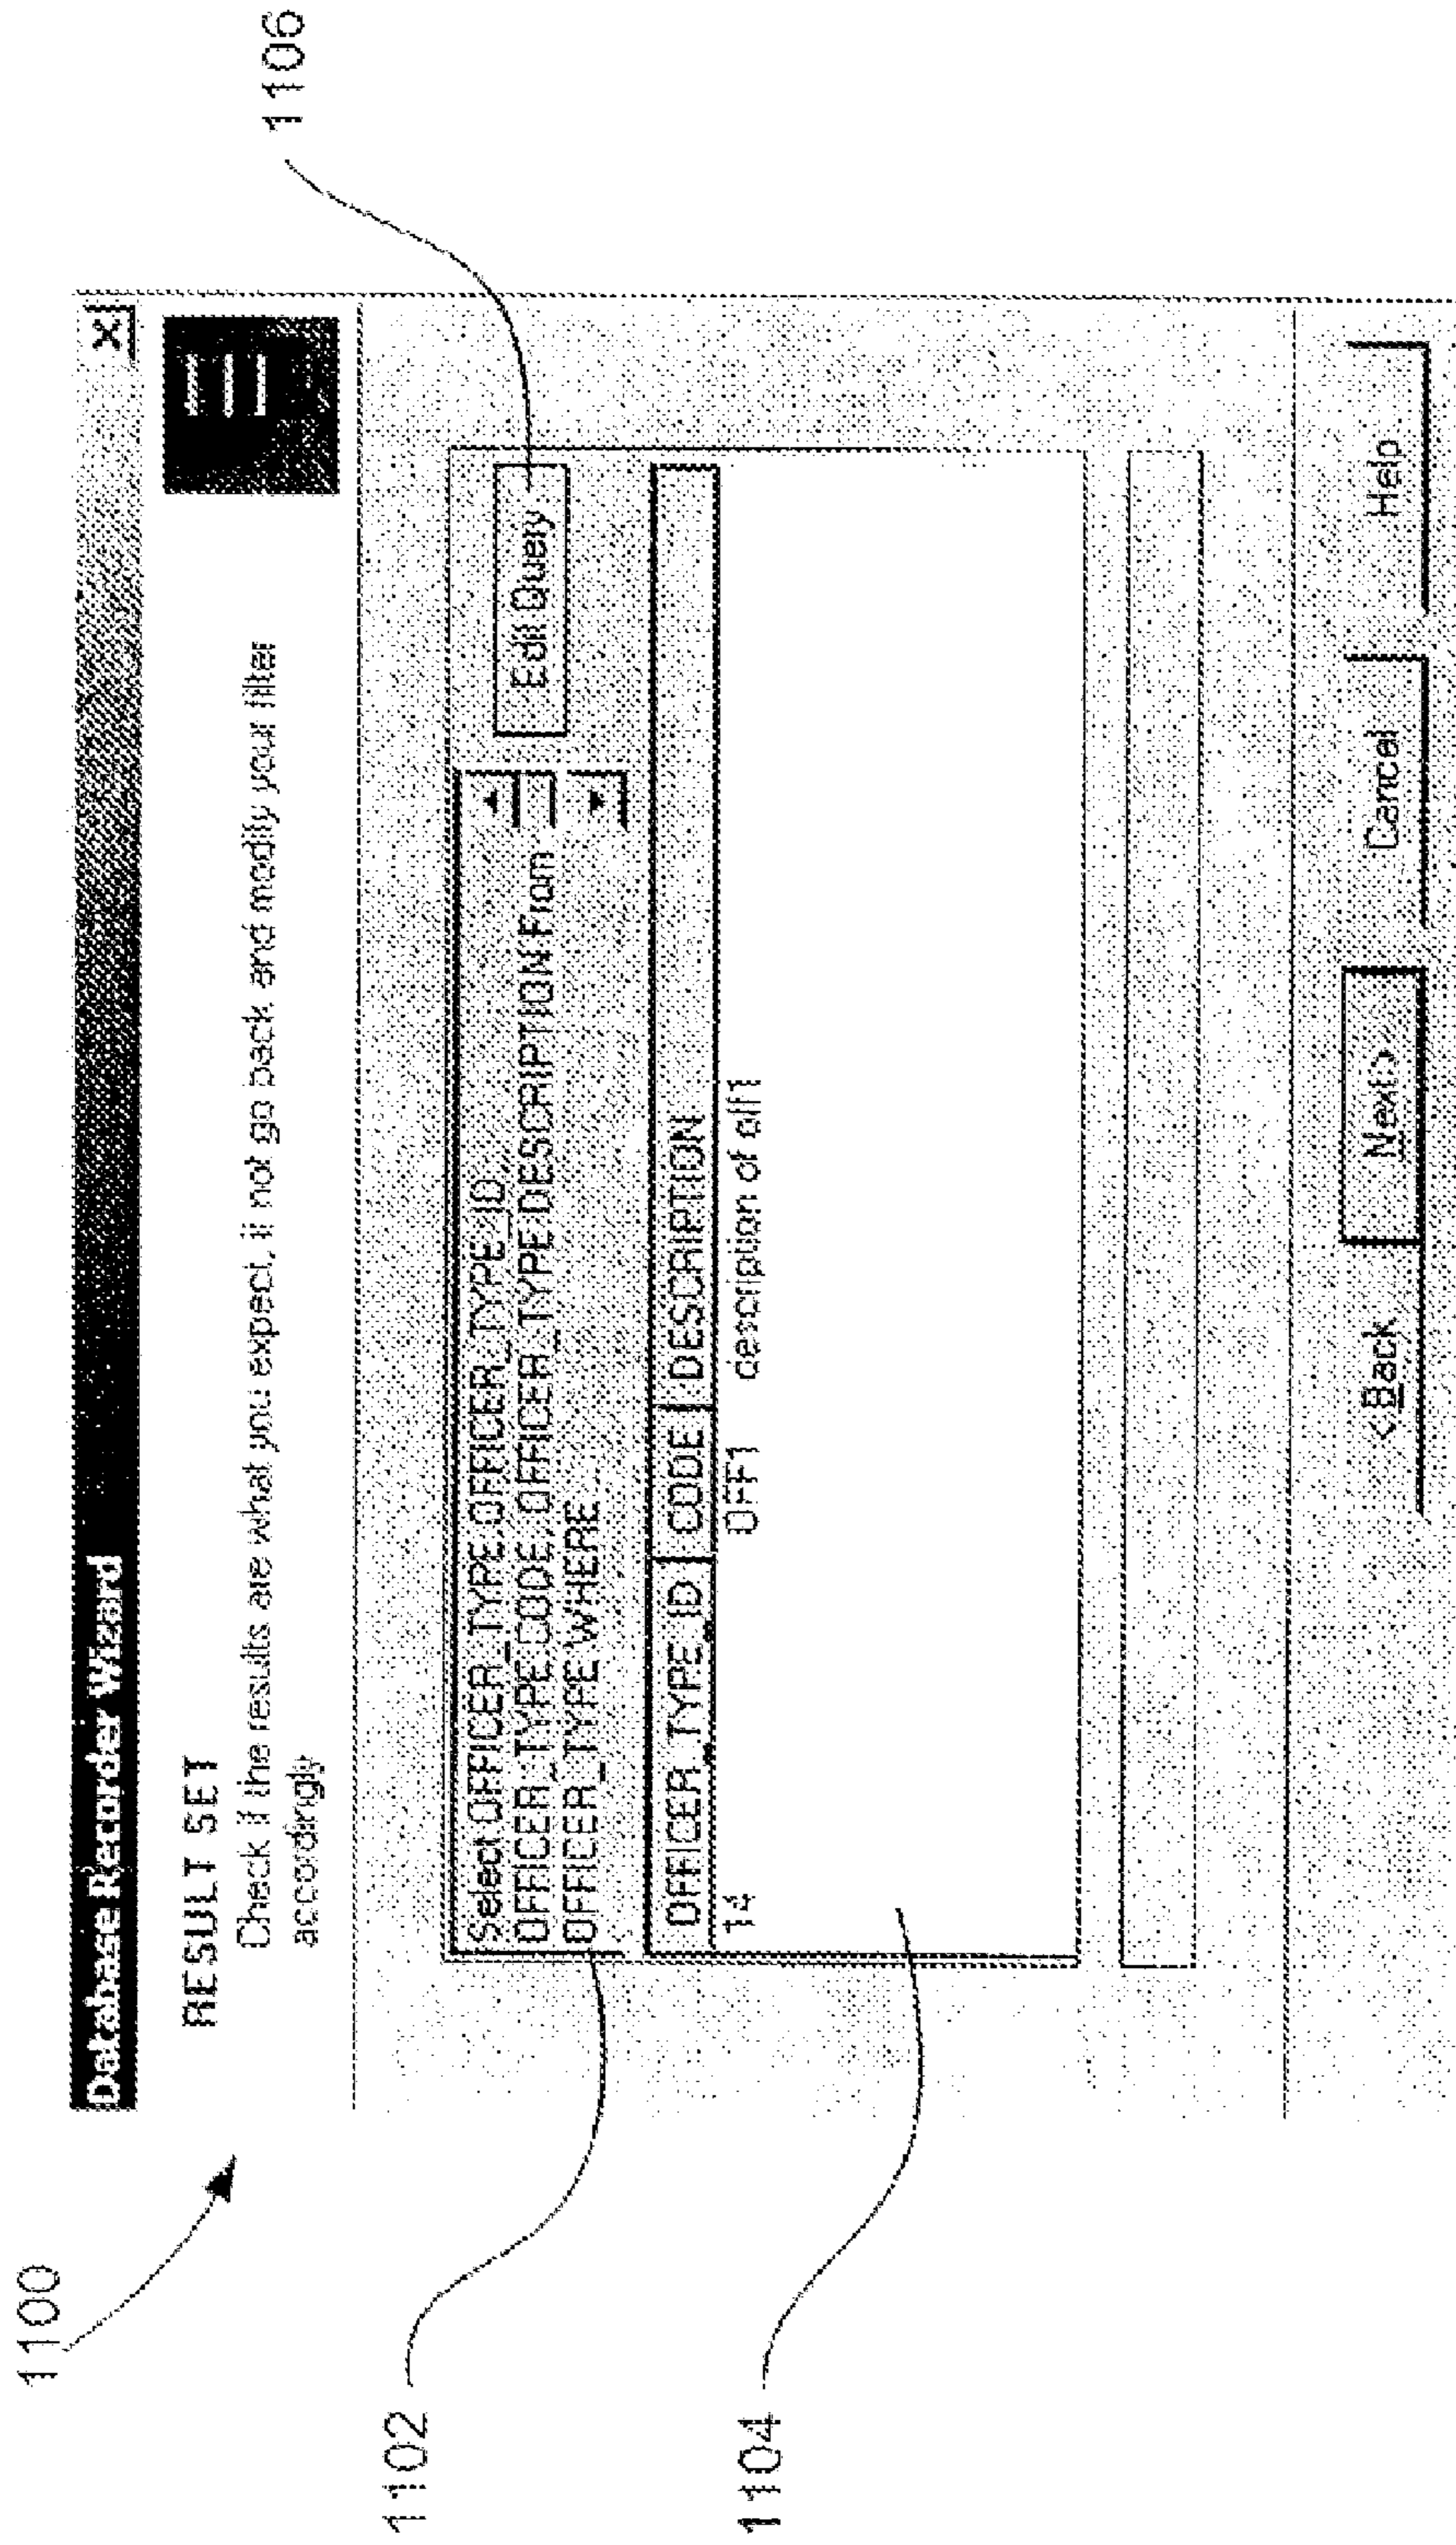 1100
Database Recorder Wizard
X
RESULT SET
Check if the results are what you expect, if not go back and modify your filter
accordingly
1106
1102
Select OFFICER_TYPE.OFFICER_TYPE_ID,
OFFICER_TYPE.CODE, OFFICER_TYPE.DESCRIPTION From
OFFICER_TYPE WHERE
Edit Query
1104
OFFICER_TYPE_ID CODE DESCRIPTION
14 OFF1 description of off1
<Back Next> Cancel Help